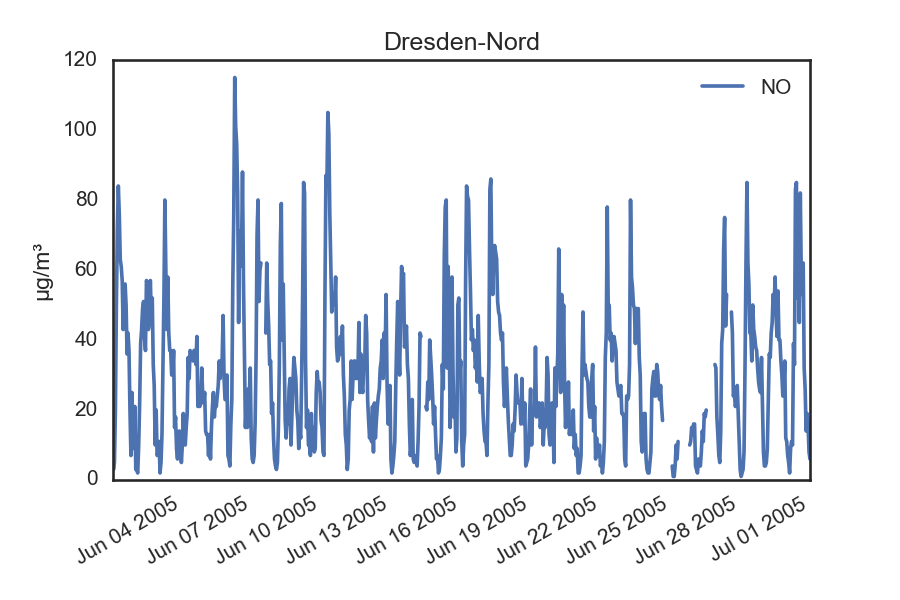 Dresden-Nord
NO
µg/m³
120
100
80
60
40
20
0
Jun 04 2005
Jun 07 2005
Jun 10 2005
Jun 13 2005
Jun 16 2005
Jun 19 2005
Jun 22 2005
Jun 25 2005
Jun 28 2005
Jul 01 2005